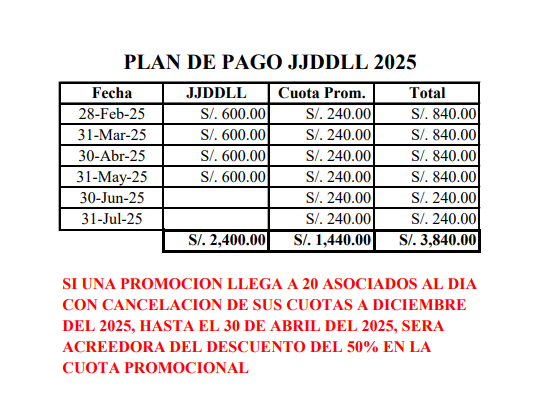 PLAN DE PAGO JJDDLL 2025
Fecha JJDDLL Cuota Prom. Total
28-Feb-25 S/. 600.00 S/. 240.00 S/. 840.00
31-Mar-25 S/. 600.00 S/. 240.00 S/. 840.00
30-Abr-25 S/. 600.00 S/. 240.00 S/. 840.00
31-May-25 S/. 600.00 S/. 240.00 S/. 840.00
30-Jun-25 S/. 240.00 S/. 240.00
31-Jul-25 S/. 240.00 S/. 240.00
S/. 2,400.00 S/. 1,440.00 S/. 3,840.00
SI UNA PROMOCION LLEGA A 20 ASOCIADOS AL DIA
CON CANCELACION DE SUS CUOTAS A DICIEMBRE
DEL 2025, HASTA EL 30 DE ABRIL DEL 2025, SERA
ACREEDORA DEL DESCUENTO DEL 50% EN LA
CUOTA PROMOCIONAL